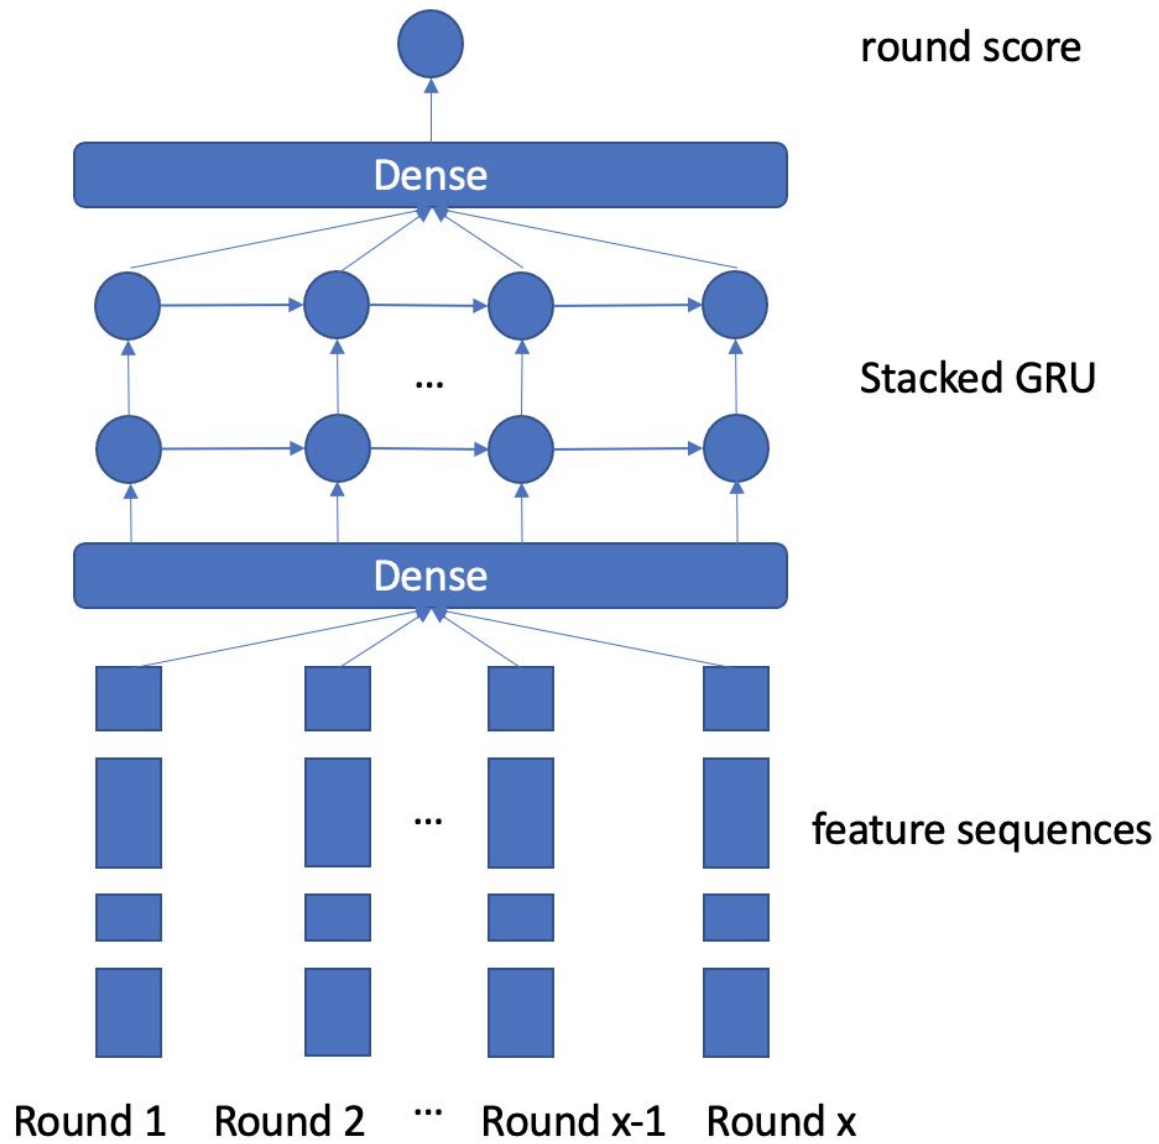 round score
Dense
...
Stacked GRU
Dense
...
feature sequences
Round 1 Round 2 ... Round x-1 Round x